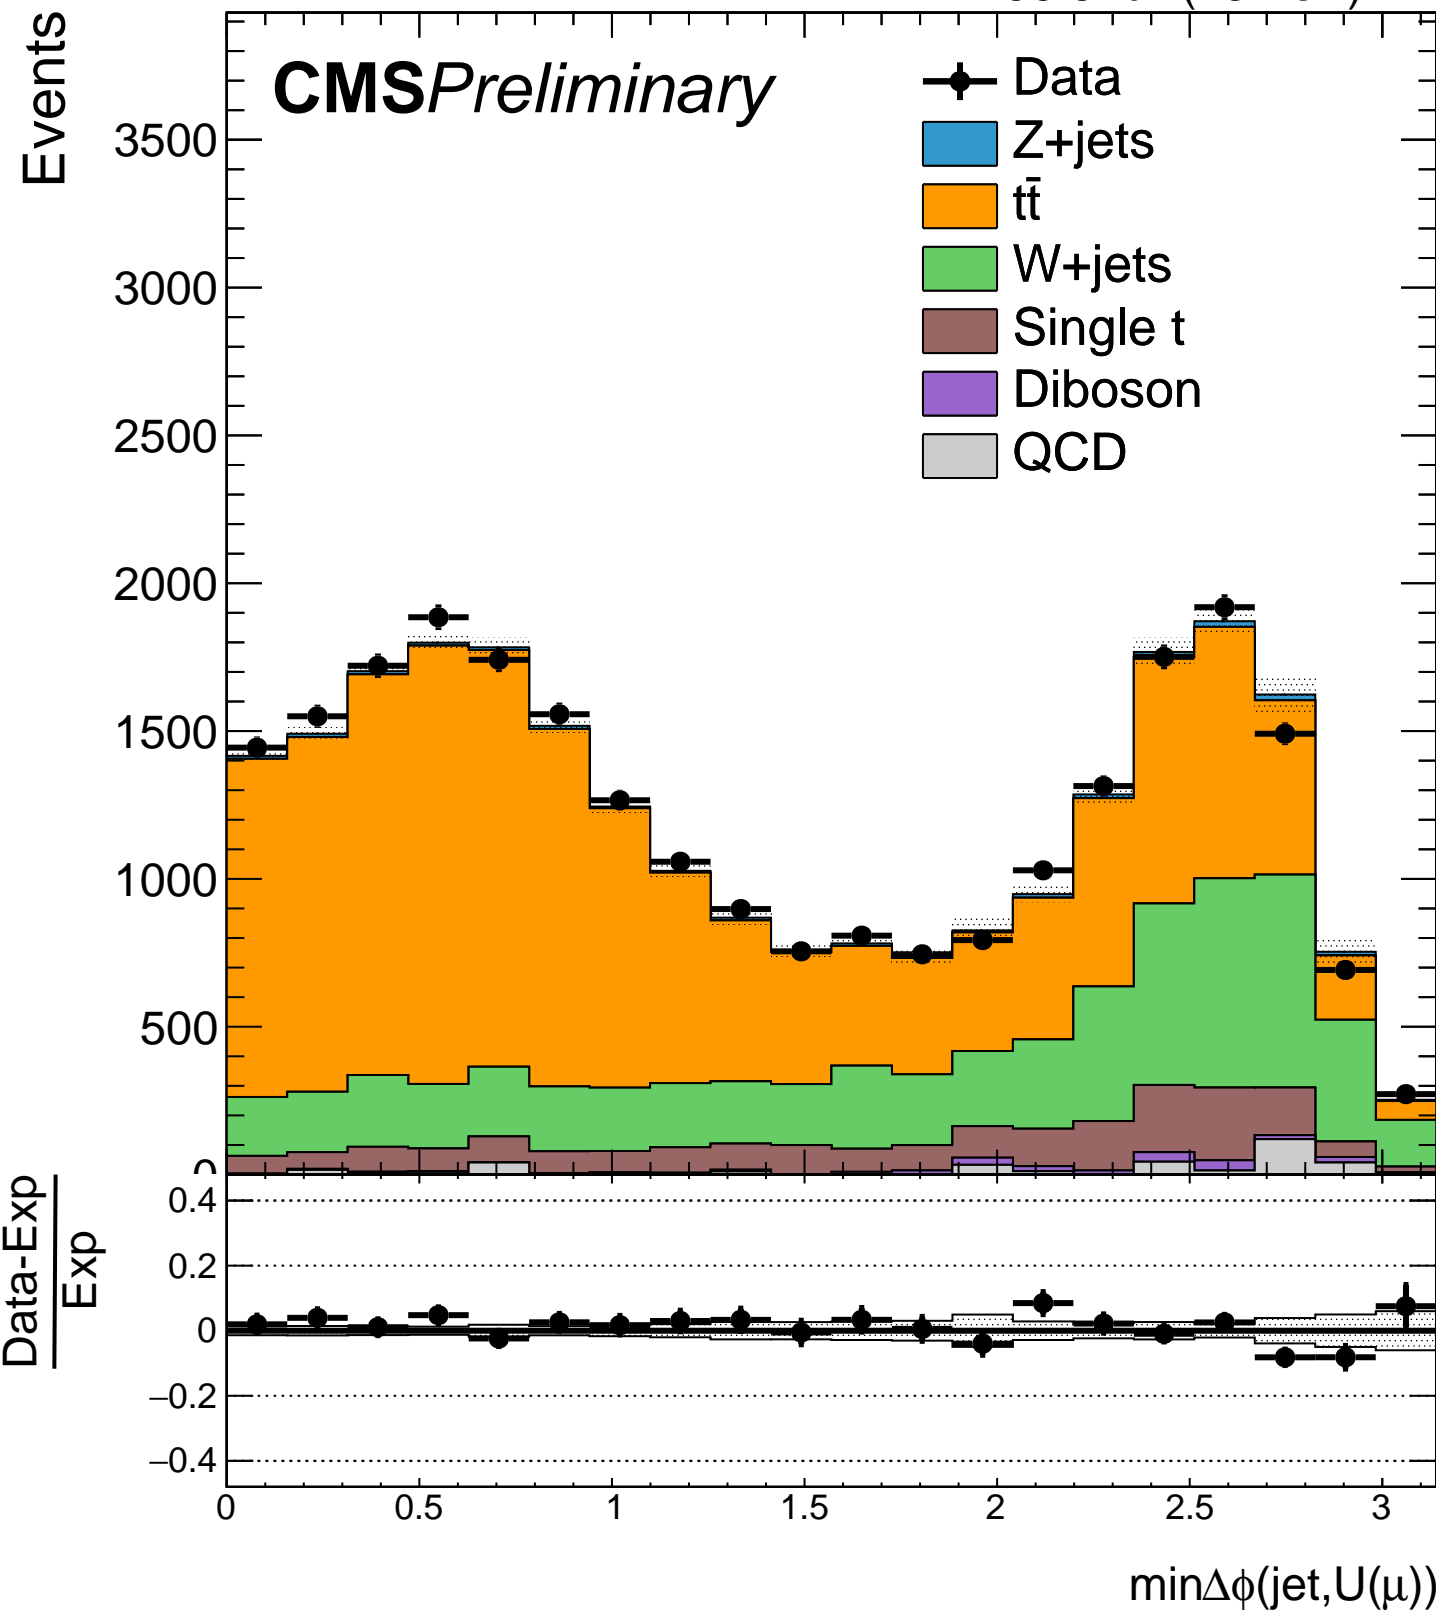 CMS Preliminary
Events
Data
Z+jets
tt̄
W+jets
Single t
Diboson
QCD
3500
3000
2500
2000
1500
1000
500
0
Data-Exp
Exp
0.4
0.2
0
−0.2
−0.4
0 0.5 1 1.5 2 2.5 3
minΔϕ(jet,U(μ))